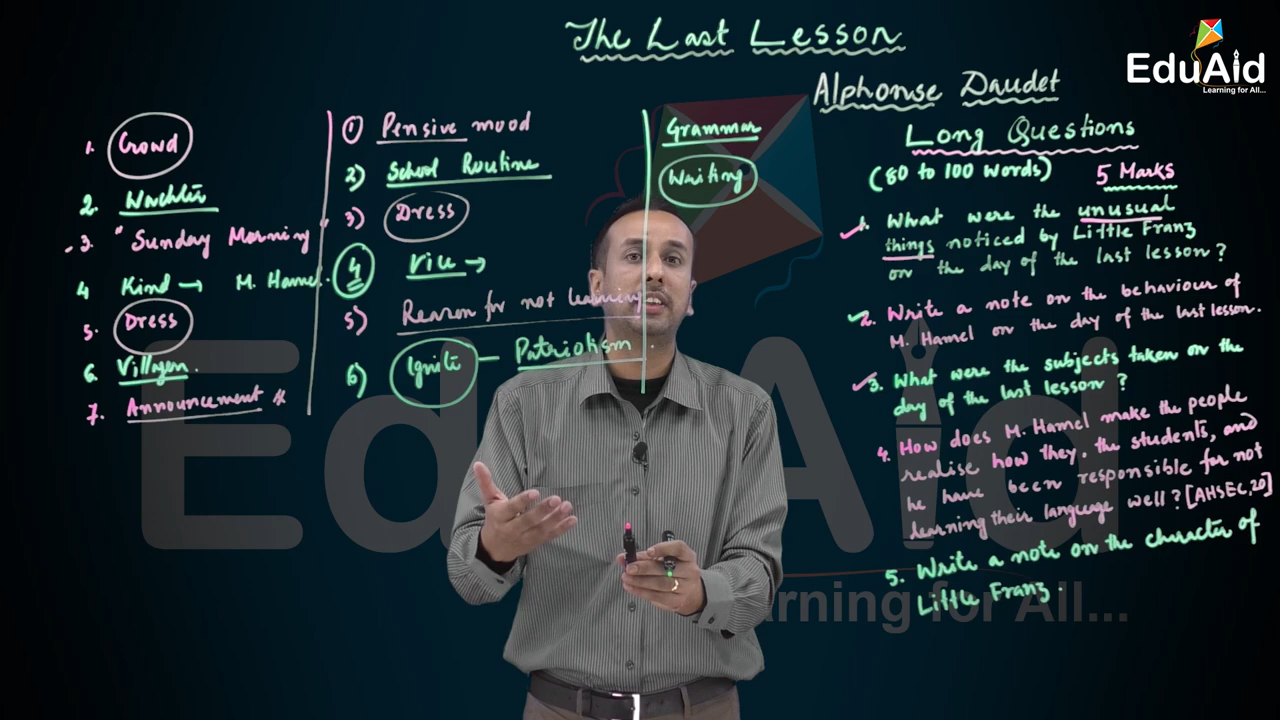 The Last Lesson
Alphonse Daudet
EduAid
Learning for All...
1. Crowd
2. Wachter
3. "Sunday Morning"
4 Kind → M. Hamel.
5. Dress
6. Villagers.
7. Announcement
1) Pensive mood
2) School Routine
3) Dress
4)
5) Reason for not learning
6) Ignite - Patriotism
Grammar
Writing
Long Questions
(80 to 100 words) 5 Marks
1. What were the unusual
things noticed by Little Franz
on the day of the last lesson?
2. Write a note on the behaviour of
M. Hamel on the day of the last lesson.
3. What were the subjects taken on the
day of the last lesson?
4. How does M. Hamel make the people
realise how they, the students, and
he have been responsible for not
learning their language well? [AHSEC,20]
5. Write a note on the character of
Little Franz.
EduAid
arning for All...